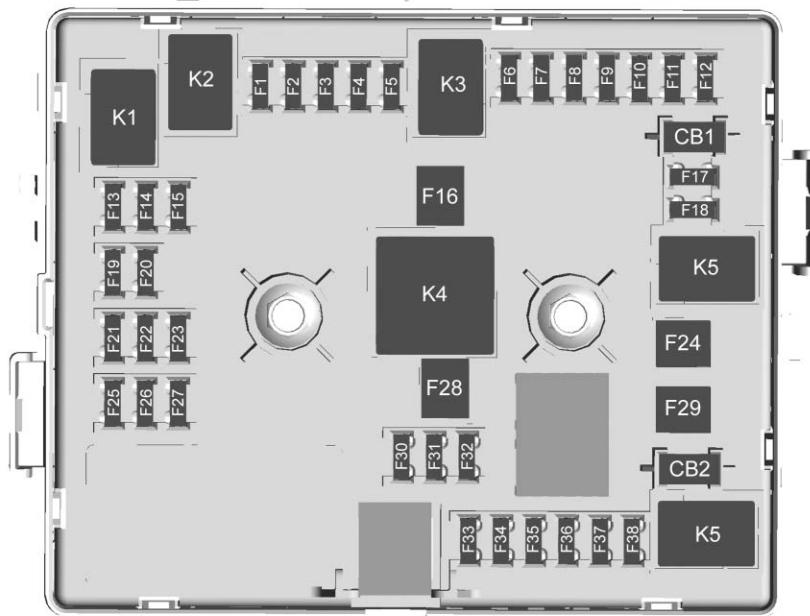 K1
K2
F1 F2 F3 F4 F5
K3
F6 F7 F8 F9 F10 F11 F12
CB1
F17
F18
F13 F14 F15
F16
F19 F20
K4
K5
F21 F22 F23
F24
F28
F25 F26 F27
F29
F30 F31 F32
CB2
F33 F34 F35 F36 F37 F38
K5